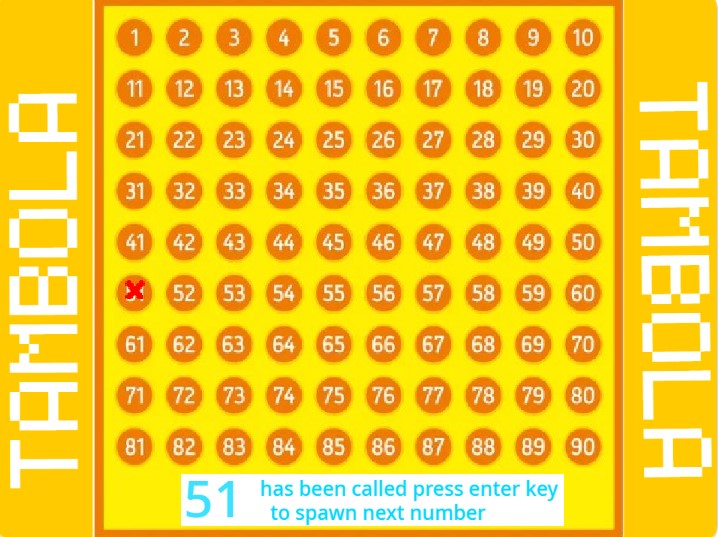 TAMBOLA
1 2 3 4 5 6 7 8 9 10
11 12 13 14 15 16 17 18 19 20
21 22 23 24 25 26 27 28 29 30
31 32 33 34 35 36 37 38 39 40
41 42 43 44 45 46 47 48 49 50
52 53 54 55 56 57 58 59 60
61 62 63 64 65 66 67 68 69 70
71 72 73 74 75 76 77 78 79 80
81 82 83 84 85 86 87 88 89 90
51 has been called press enter key
to spawn next number
TAMBOLA